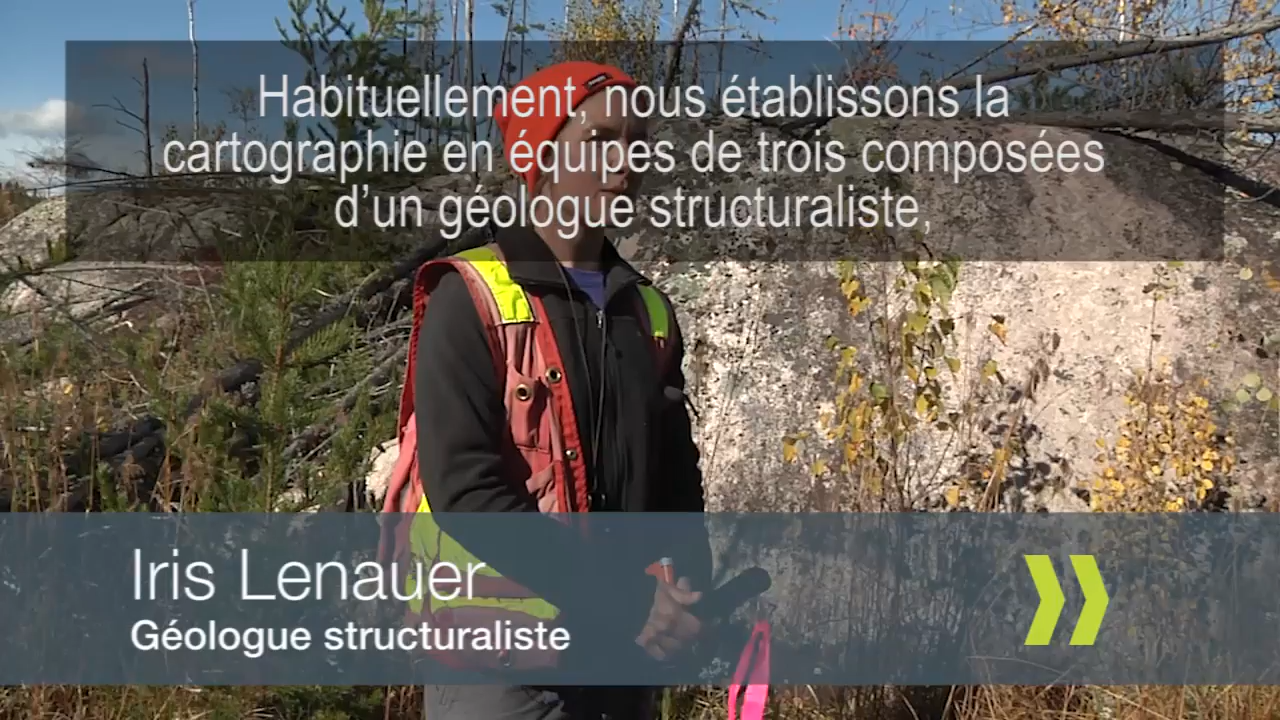 Habituellement, nous établissons la
cartographie en équipes de trois composées
d’un géologue structuraliste,
Iris Lenauer
Géologue structuraliste